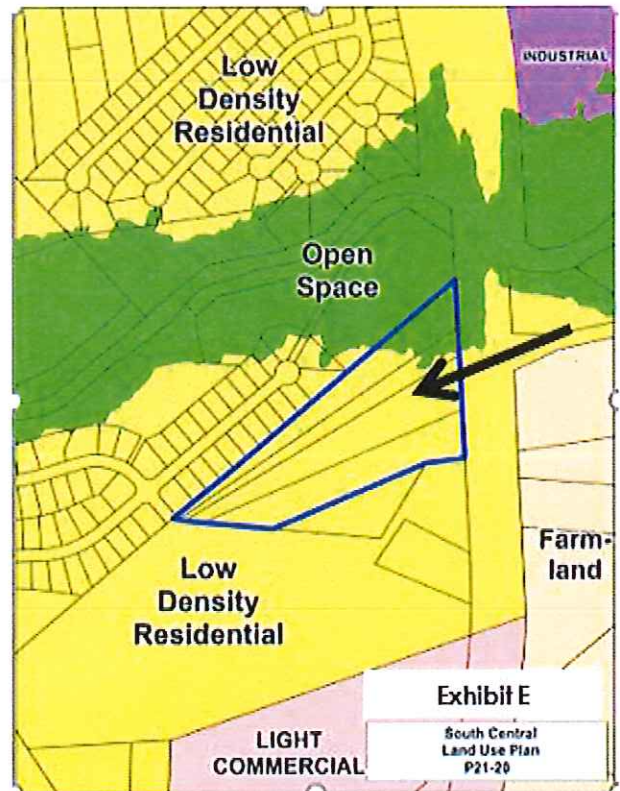 Low
Density
Residential
INDUSTRIAL
Open
Space
Farm-
land
Low
Density
Residential
LIGHT
COMMERCIAL
Exhibit E
South Central
Land Use Plan
P21-20